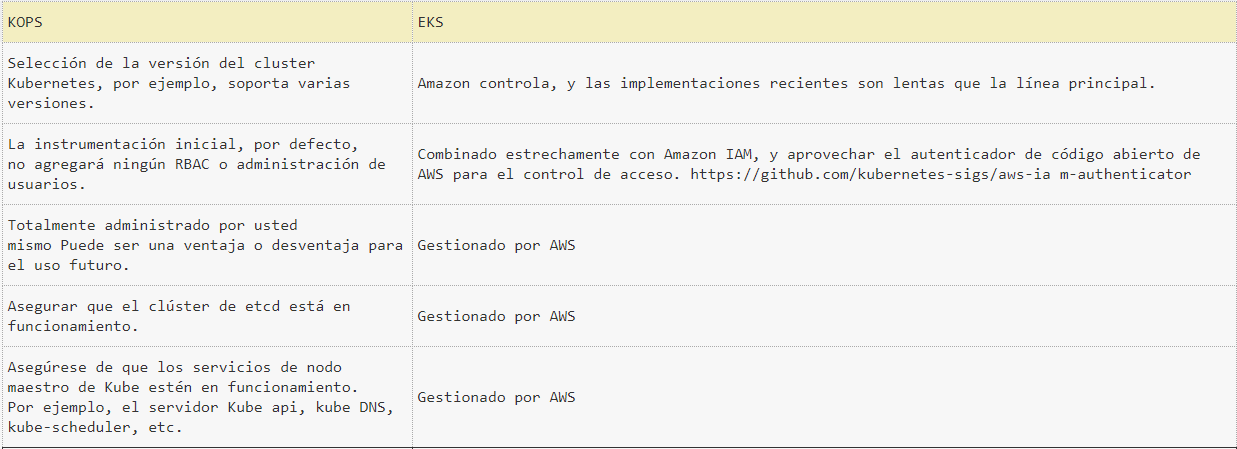 KOPS
EKS
Selección de la versión del cluster
Kubernetes, por ejemplo, soporta varias
versiones.
Amazon controla, y las implementaciones recientes son lentas que la línea principal.
La instrumentación inicial, por defecto,
no agregará ningún RBAC o administración de
usuarios.
Combinado estrechamente con Amazon IAM, y aprovechar el autenticador de código abierto de
AWS para el control de acceso. https://github.com/kubernetes-sigs/aws-ia m-authenticator
Totalmente administrado por usted
mismo Puede ser una ventaja o desventaja para
el uso futuro.
Gestionado por AWS
Asegurar que el clúster de etcd está en
funcionamiento.
Gestionado por AWS
Asegúrese de que los servicios de nodo
maestro de Kube estén en funcionamiento.
Por ejemplo, el servidor Kube api, kube DNS,
kube-scheduler, etc.
Gestionado por AWS